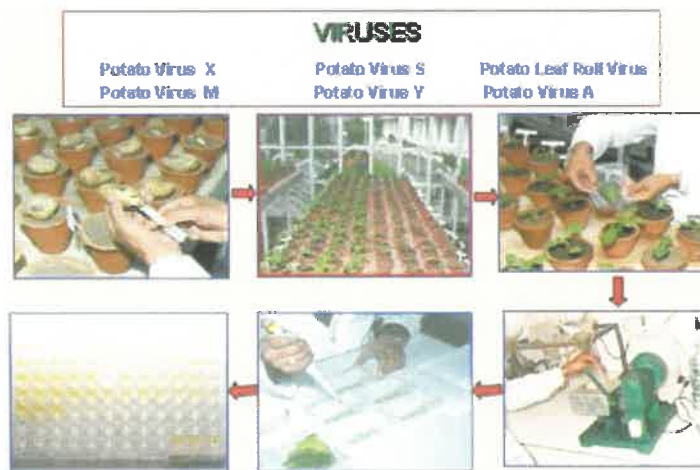 VIRUSES
Potato Virus X Potato Virus S Potato Leaf Roll Virus
Potato Virus M Potato Virus Y Potato Virus A